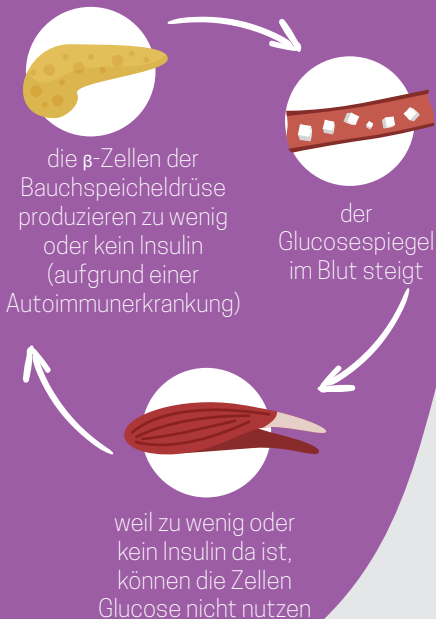 die β-Zellen der
Bauchspeicheldrüse
produzieren zu wenig
oder kein Insulin
(aufgrund einer
Autoimmunerkrankung)
der
Glucosespiegel
im Blut steigt
weil zu wenig oder
kein Insulin da ist,
können die Zellen
Glucose nicht nutzen